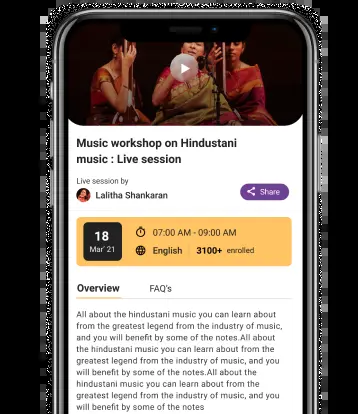 Music workshop on Hindustani
music : Live session
Live session by
Lalitha Shankaran
Share
18
Mar' 21
07:00 AM - 09:00 AM
English
3100+ enrolled
Overview
FAQ's
All about the hindustani music you can learn about
from the greatest legend from the industry of music,
and you will benefit by some of the notes.All about
the hindustani music you can learn about from the
greatest legend from the industry of music, and you
will benefit by some of the notes.All about the
hindustani music you can learn about from the
greatest legend from the industry of music, and you
will benefit by some of the notes